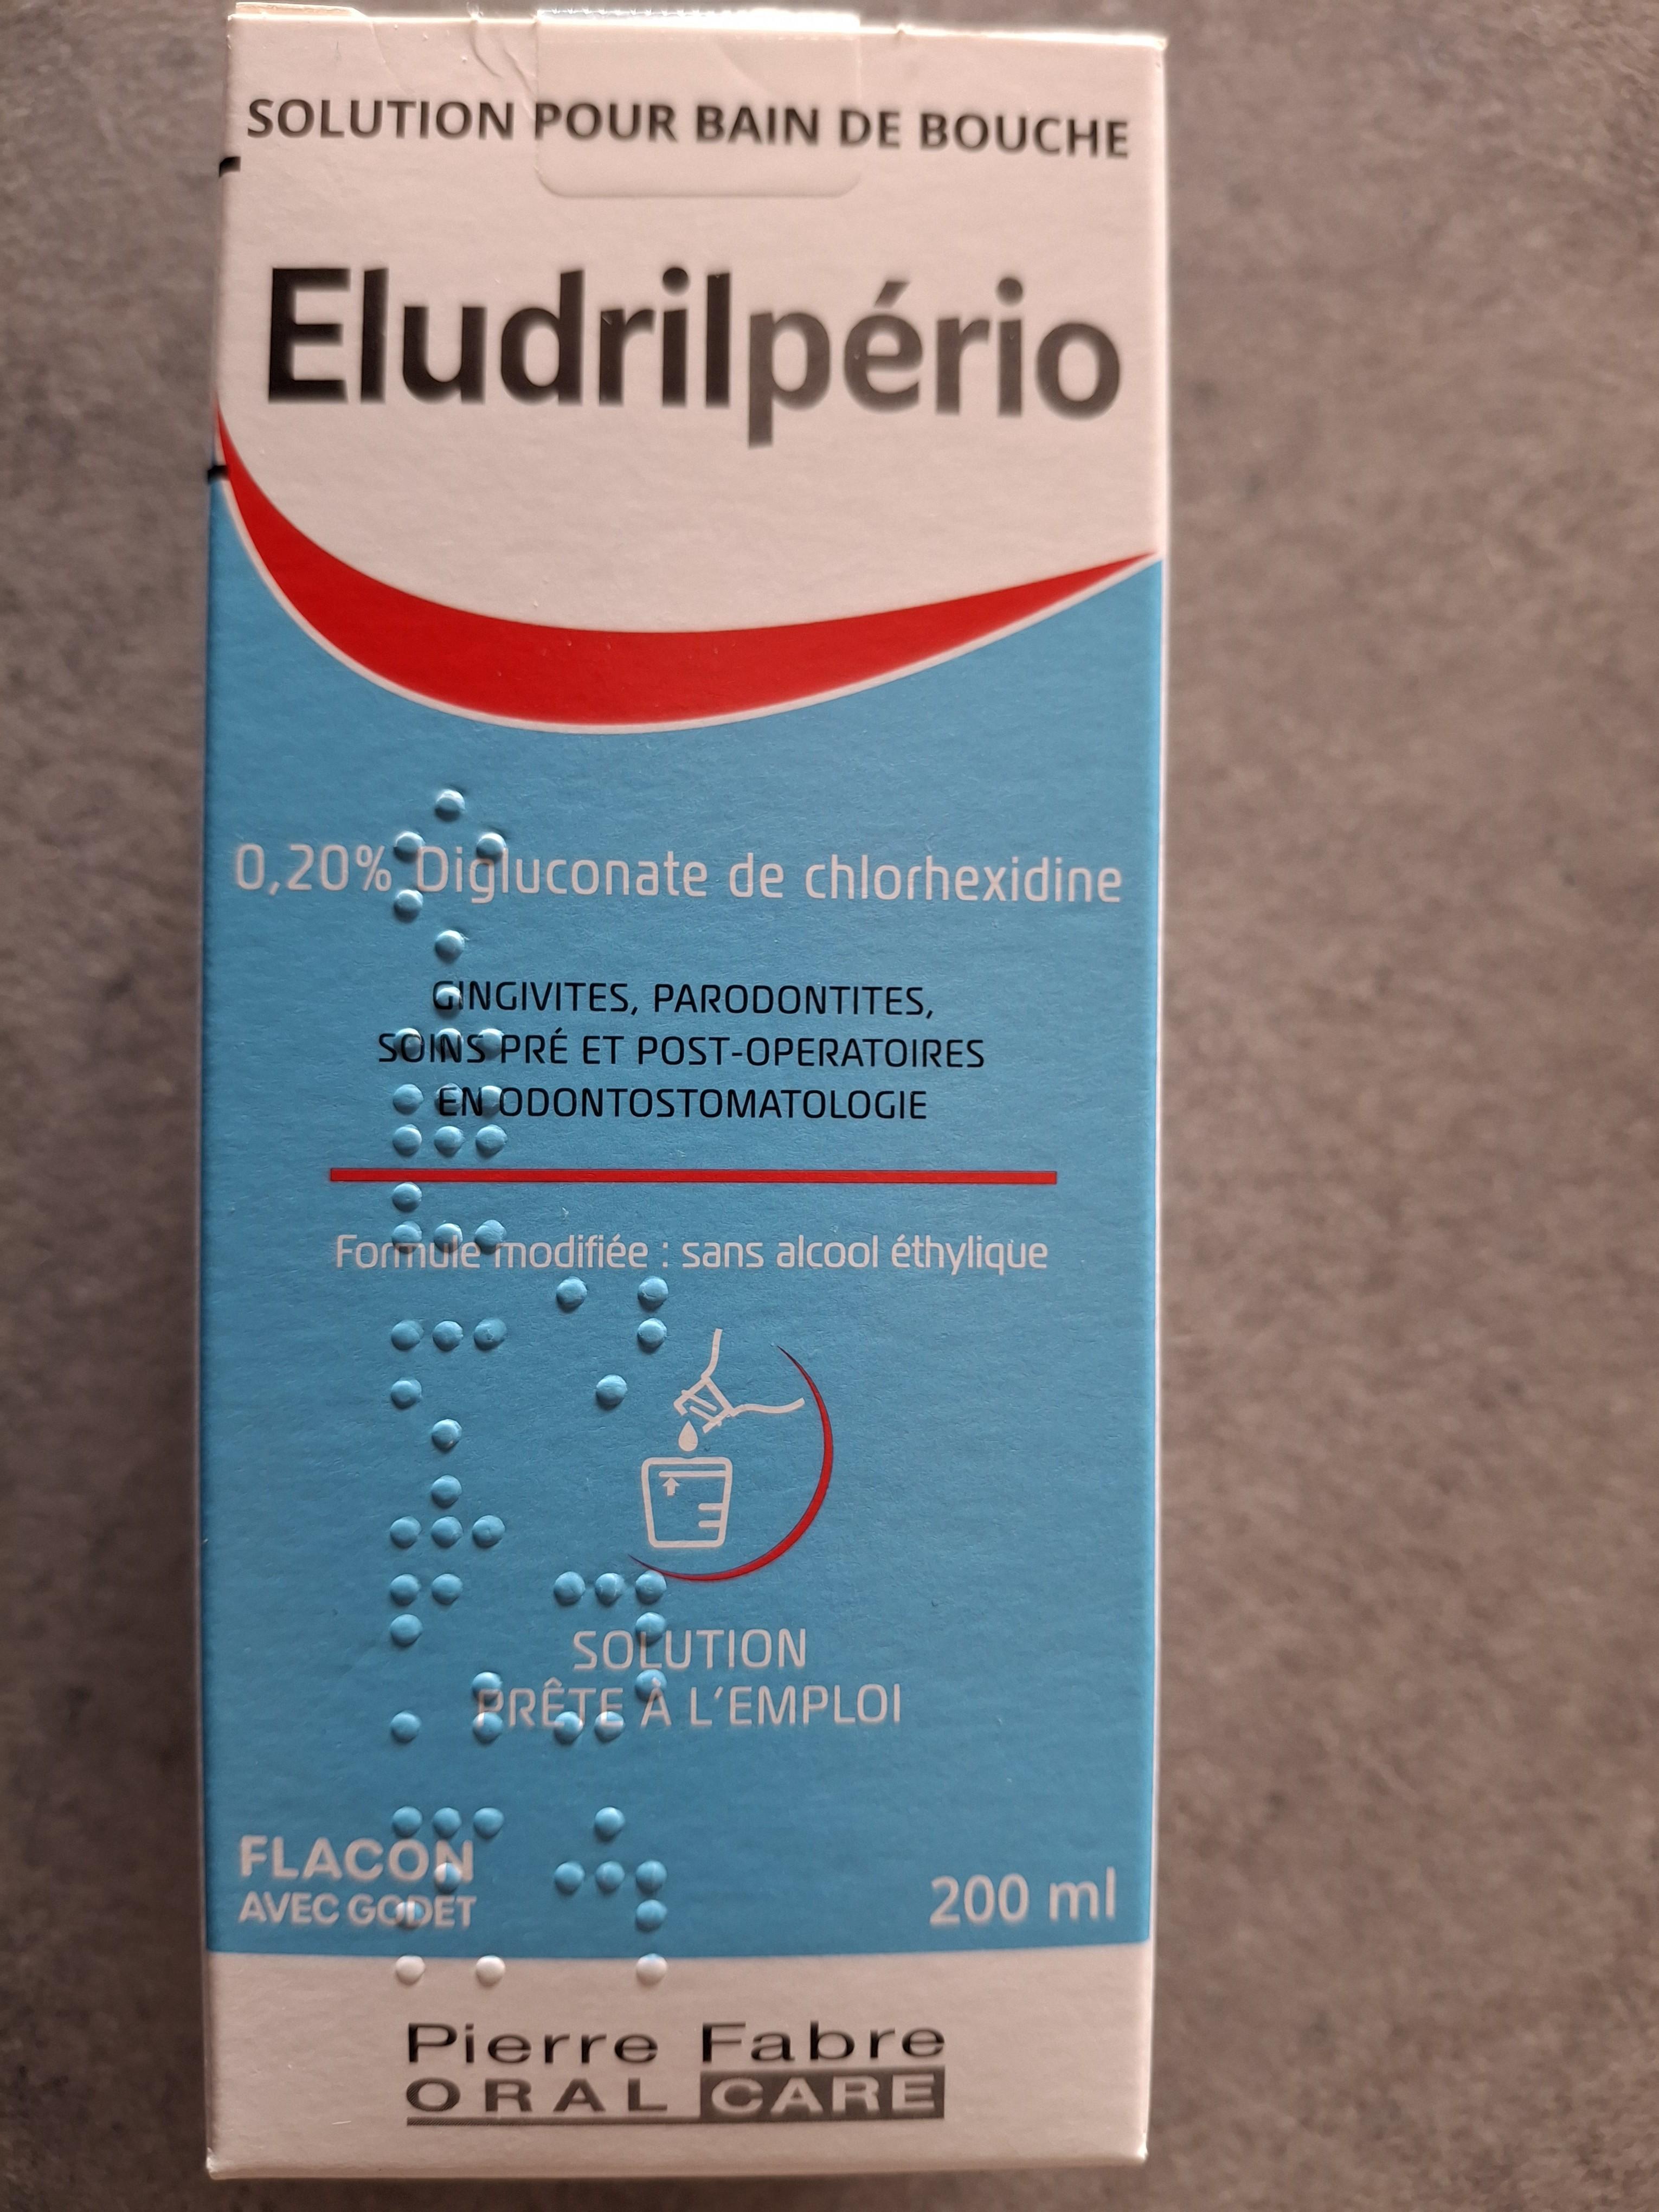 SOLUTION POUR BAIN DE BOUCHE
Eludrilpério
0,20% Digluconate de chlorhexidine
GINGIVITES, PARODONTITES,
SOINS PRÉ ET POST-OPERATOIRES
EN ODONTOSTOMATOLOGIE
Formule modifiée : sans alcool éthylique
SOLUTION
PRÊTE À L'EMPLOI
FLACON
AVEC GODET
200 ml
Pierre Fabre
ORAL CARE